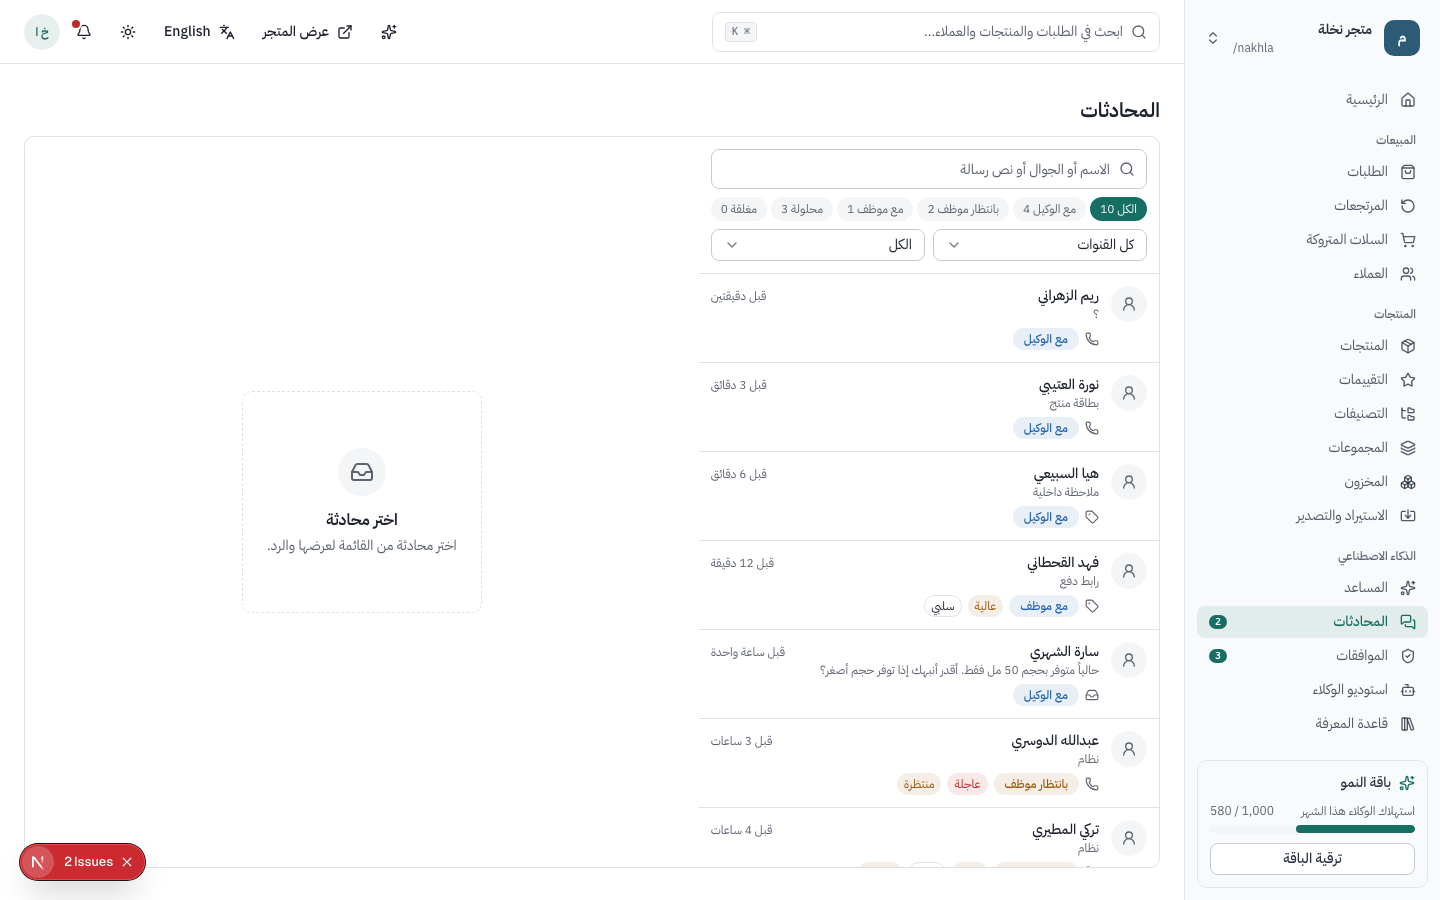 متجر نخلة
/nakhla
م
ابحث في الطلبات والمنتجات والعملاء...
⌘ K
عرض المتجر
English
خ ا
الرئيسية
المبيعات
الطلبات
المرتجعات
السلات المتروكة
العملاء
المنتجات
المنتجات
التقييمات
التصنيفات
المجموعات
المخزون
الاستيراد والتصدير
الذكاء الاصطناعي
المساعد
المحادثات 2
الموافقات 3
استوديو الوكلاء
قاعدة المعرفة
باقة النمو
استهلاك الوكلاء هذا الشهر 580 / 1,000
ترقية الباقة
المحادثات
الاسم أو الجوال أو نص رسالة
الكل 10 مع الوكيل 4 بانتظار موظف 2 مع موظف 1 محلولة 3 مغلقة 0
كل القنوات الكل
ريم الزهراني قبل دقيقتين
؟
مع الوكيل
نورة العتيبي قبل 3 دقائق
بطاقة منتج
مع الوكيل
هيا السبيعي قبل 6 دقائق
ملاحظة داخلية
مع الوكيل
فهد القحطاني قبل 12 دقيقة
رابط دفع
مع موظف عالية سلبي
سارة الشهري قبل ساعة واحدة
حالياً متوفر بحجم 50 مل فقط. أقدر أنبهك إذا توفر حجم أصغر؟
مع الوكيل
عبدالله الدوسري قبل 3 ساعات
نظام
بانتظار موظف عاجلة منتظرة
تركي المطيري قبل 4 ساعات
نظام
اختر محادثة
اختر محادثة من القائمة لعرضها والرد.
N 2 Issues